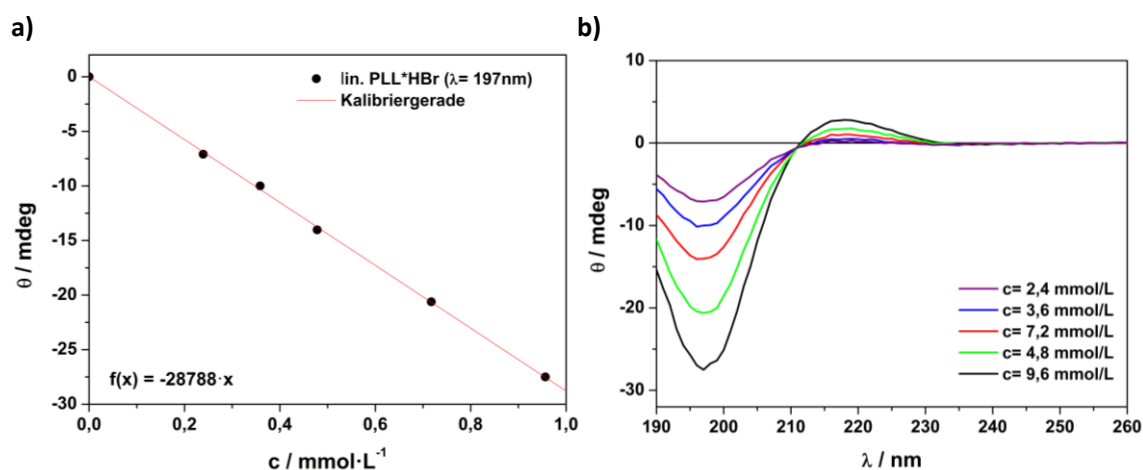 a)
0
-5
-10
-15
-20
-25
-30
0,0 0,2 0,4 0,6 0,8 1,0
θ / mdeg
c / mmol·L⁻¹
lin. PLL*HBr (λ= 197nm)
Kalibriergerade
f(x) = -28788·x
b)
10
0
-10
-20
-30
190 200 210 220 230 240 250 260
θ / mdeg
λ / nm
c= 2,4 mmol/L
c= 3,6 mmol/L
c= 7,2 mmol/L
c= 4,8 mmol/L
c= 9,6 mmol/L